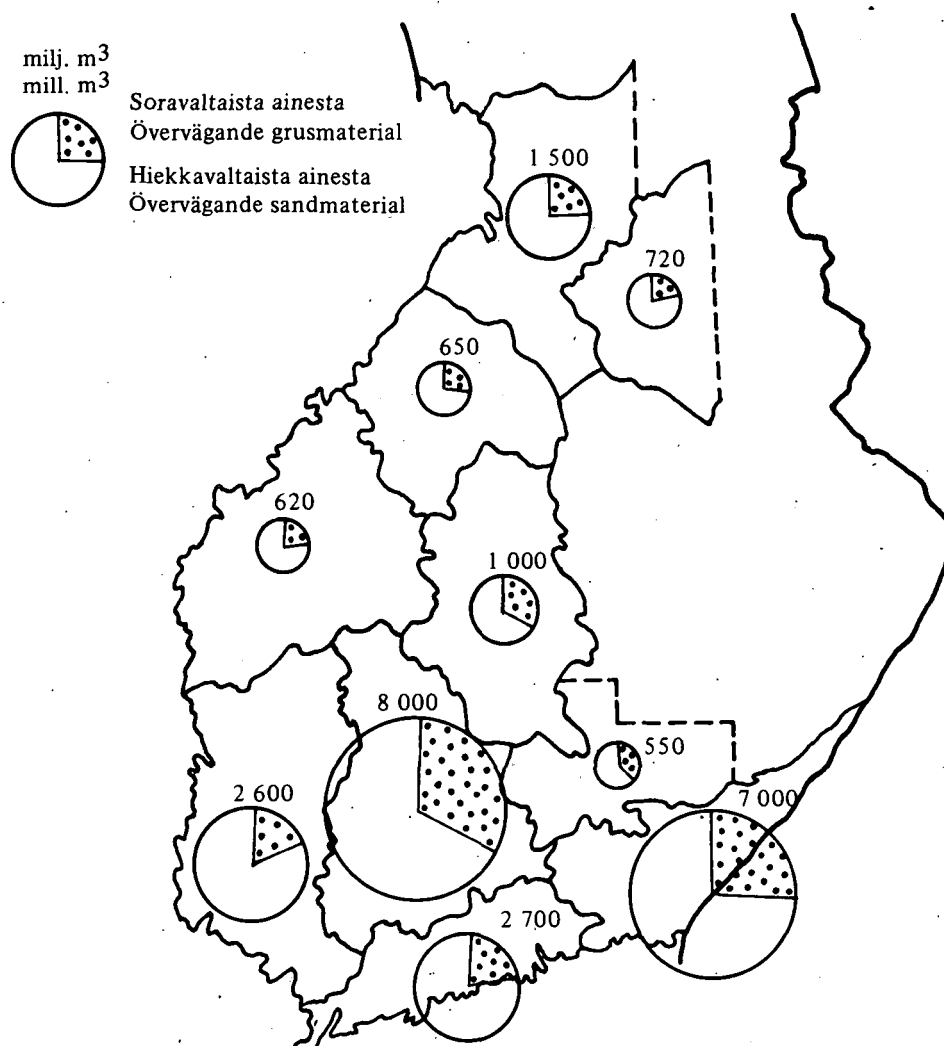 milj. m³
mill. m³
Soravaltaista ainesta
Övervägande grusmaterial
Hiekkavaltaista ainesta
Övervägande sandmaterial
1 500
720
650
620
1 000
8 000
550
2 600
7 000
2 700